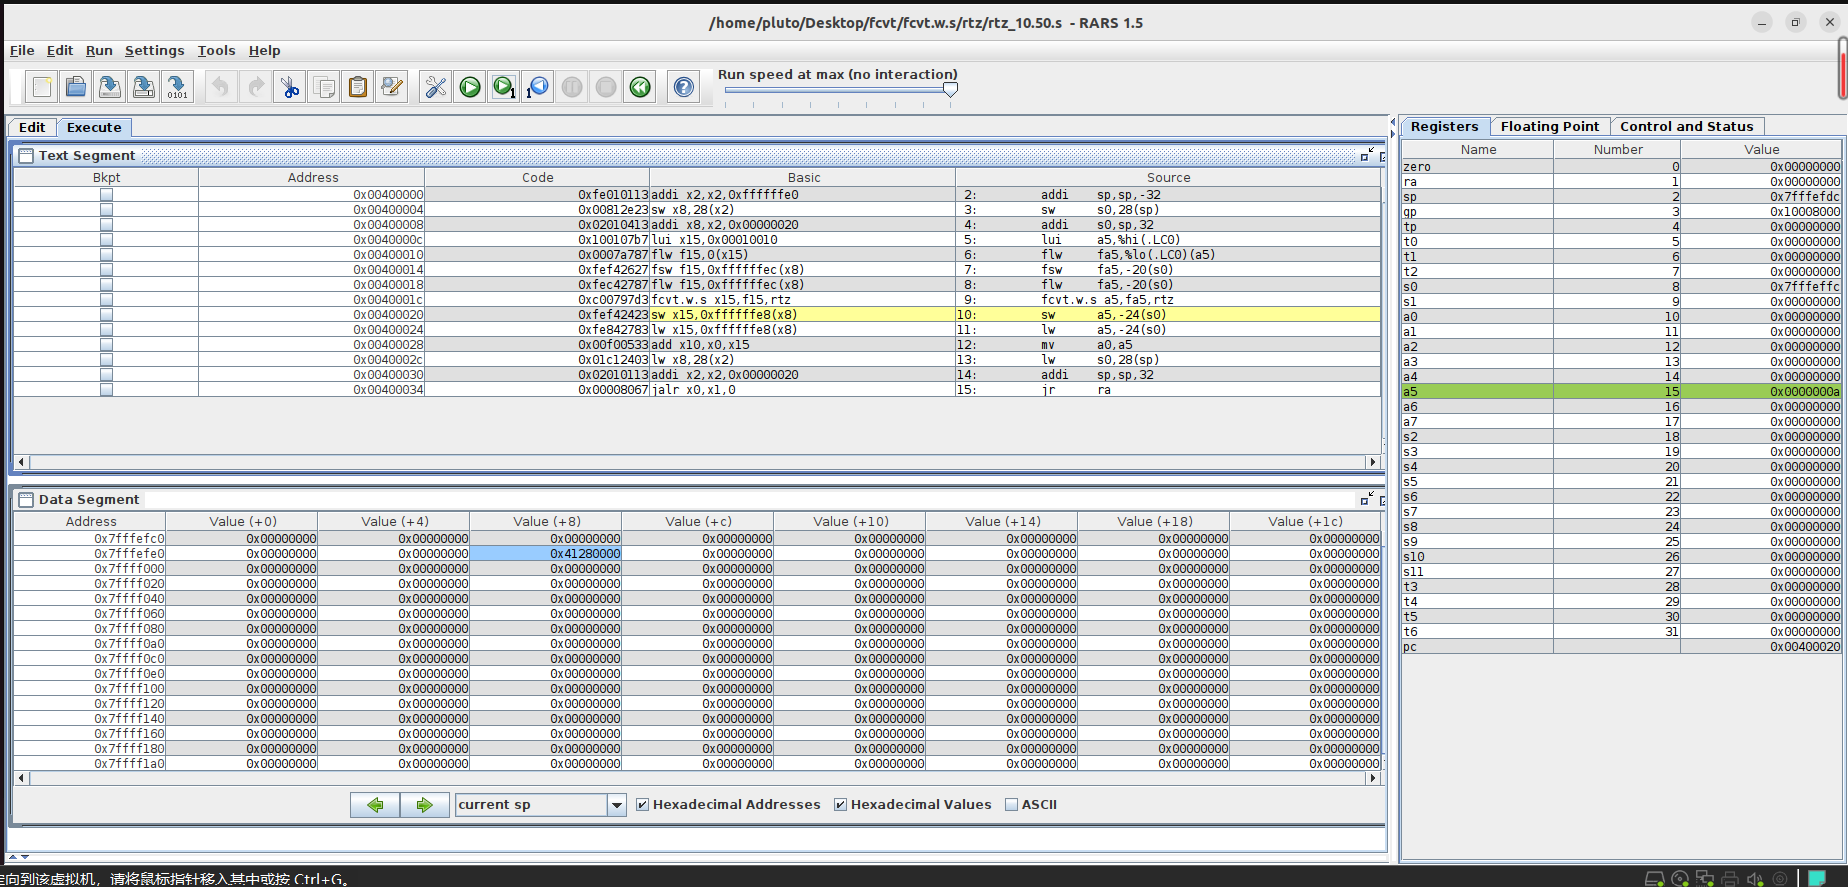 /home/pluto/Desktop/fcvt/fcvt.w.s/rtz/rtz_10.50.s - RARS 1.5
File Edit Run Settings Tools Help
Run speed at max (no interaction)
Edit Execute
Text Segment
Bkpt Address Code Basic Source
0x00400000 0xfe010113 addi x2,x2,0xffffffe0 2: addi sp,sp,-32
0x00400004 0x00812e23 sw x8,28(x2) 3: sw s0,28(sp)
0x00400008 0x02010413 addi x8,x2,0x00000020 4: addi s0,sp,32
0x0040000c 0x100107b7 lui x15,0x00010010 5: lui a5,%hi(.LC0)
0x00400010 0x0007a787 flw f15,0(x15) 6: flw fa5,%lo(.LC0)(a5)
0x00400014 0xfef42627 fsw f15,0xffffffec(x8) 7: fsw fa5,-20(s0)
0x00400018 0xfec42787 flw f15,0xffffffec(x8) 8: flw fa5,-20(s0)
0x0040001c 0xc00797d3 fcvt.w.s x15,f15,rtz 9: fcvt.w.s a5,fa5,rtz
0x00400020 0xfef42423 sw x15,0xffffffe8(x8) 10: sw a5,-24(s0)
0x00400024 0xfe842783 lw x15,0xffffffe8(x8) 11: lw a5,-24(s0)
0x00400028 0x00f00533 add x10,x0,x15 12: mv a0,a5
0x0040002c 0x01c12403 lw x8,28(x2) 13: lw s0,28(sp)
0x00400030 0x02010113 addi x2,x2,0x00000020 14: addi sp,sp,32
0x00400034 0x00008067 jalr x0,x1,0 15: jr ra
Data Segment
Address Value (+0) Value (+4) Value (+8) Value (+c) Value (+10) Value (+14) Value (+18) Value (+1c)
0x7fffefc0 0x00000000 0x00000000 0x00000000 0x00000000 0x00000000 0x00000000 0x00000000 0x00000000
0x7fffefe0 0x00000000 0x00000000 0x41280000 0x00000000 0x00000000 0x00000000 0x00000000 0x00000000
0x7ffff000 0x00000000 0x00000000 0x00000000 0x00000000 0x00000000 0x00000000 0x00000000 0x00000000
0x7ffff020 0x00000000 0x00000000 0x00000000 0x00000000 0x00000000 0x00000000 0x00000000 0x00000000
0x7ffff040 0x00000000 0x00000000 0x00000000 0x00000000 0x00000000 0x00000000 0x00000000 0x00000000
0x7ffff060 0x00000000 0x00000000 0x00000000 0x00000000 0x00000000 0x00000000 0x00000000 0x00000000
0x7ffff080 0x00000000 0x00000000 0x00000000 0x00000000 0x00000000 0x00000000 0x00000000 0x00000000
0x7ffff0a0 0x00000000 0x00000000 0x00000000 0x00000000 0x00000000 0x00000000 0x00000000 0x00000000
0x7ffff0c0 0x00000000 0x00000000 0x00000000 0x00000000 0x00000000 0x00000000 0x00000000 0x00000000
0x7ffff0e0 0x00000000 0x00000000 0x00000000 0x00000000 0x00000000 0x00000000 0x00000000 0x00000000
0x7ffff100 0x00000000 0x00000000 0x00000000 0x00000000 0x00000000 0x00000000 0x00000000 0x00000000
0x7ffff120 0x00000000 0x00000000 0x00000000 0x00000000 0x00000000 0x00000000 0x00000000 0x00000000
0x7ffff140 0x00000000 0x00000000 0x00000000 0x00000000 0x00000000 0x00000000 0x00000000 0x00000000
0x7ffff160 0x00000000 0x00000000 0x00000000 0x00000000 0x00000000 0x00000000 0x00000000 0x00000000
0x7ffff180 0x00000000 0x00000000 0x00000000 0x00000000 0x00000000 0x00000000 0x00000000 0x00000000
0x7ffff1a0 0x00000000 0x00000000 0x00000000 0x00000000 0x00000000 0x00000000 0x00000000 0x00000000
current sp Hexadecimal Addresses Hexadecimal Values ASCII
Registers Floating Point Control and Status
Name Number Value
zero 0 0x00000000
ra 1 0x00000000
sp 2 0x7fffefdc
gp 3 0x10008000
tp 4 0x00000000
t0 5 0x00000000
t1 6 0x00000000
t2 7 0x00000000
s0 8 0x7fffeffc
s1 9 0x00000000
a0 10 0x00000000
a1 11 0x00000000
a2 12 0x00000000
a3 13 0x00000000
a4 14 0x00000000
a5 15 0x0000000a
a6 16 0x00000000
a7 17 0x00000000
s2 18 0x00000000
s3 19 0x00000000
s4 20 0x00000000
s5 21 0x00000000
s6 22 0x00000000
s7 23 0x00000000
s8 24 0x00000000
s9 25 0x00000000
s10 26 0x00000000
s11 27 0x00000000
t3 28 0x00000000
t4 29 0x00000000
t5 30 0x00000000
t6 31 0x00000000
pc 0x00400020
定向到该虚拟机，请将鼠标指针移入其中或按 Ctrl+G。